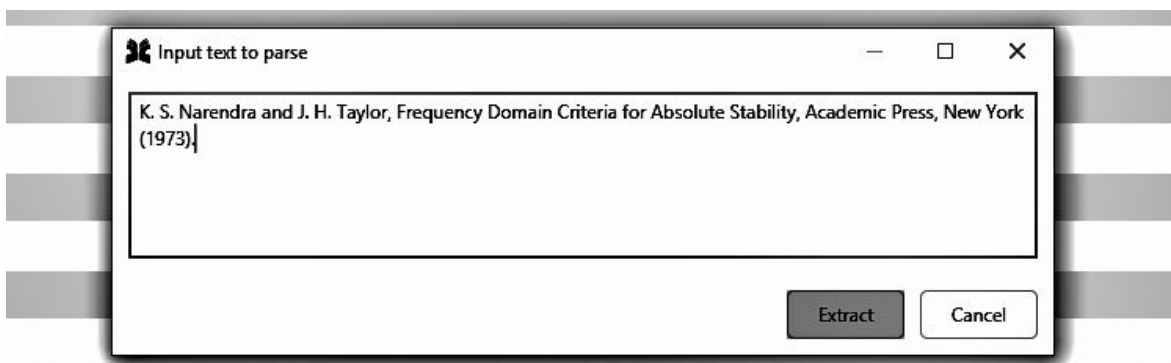 Input text to parse
K. S. Narendra and J. H. Taylor, Frequency Domain Criteria for Absolute Stability, Academic Press, New York
(1973).
Extract
Cancel